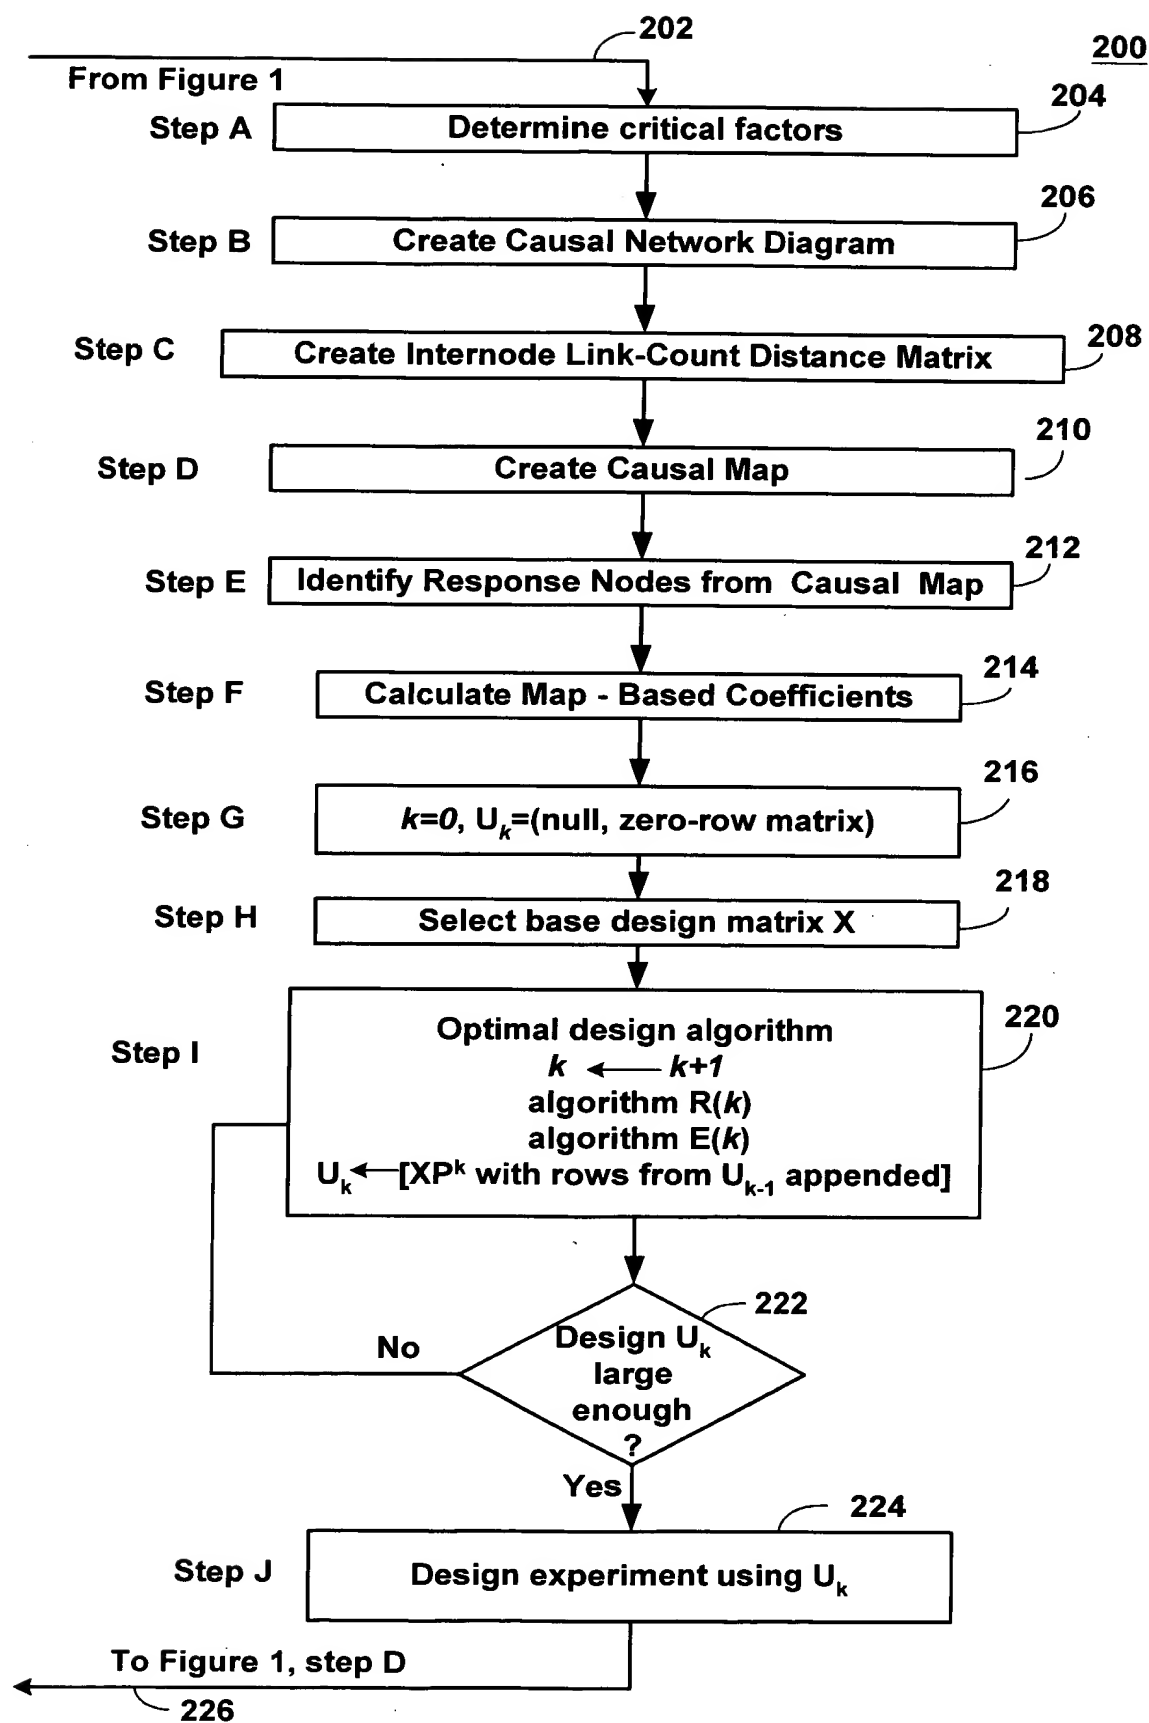 202
200
From Figure 1
204
Step A
Determine critical factors
206
Step B
Create Causal Network Diagram
208
Step C
Create Internode Link-Count Distance Matrix
210
Step D
Create Causal Map
212
Step E
Identify Response Nodes from Causal Map
214
Step F
Calculate Map - Based Coefficients
216
Step G
k=0, Uk=(null, zero-row matrix)
218
Step H
Select base design matrix X
220
Step I
Optimal design algorithm
k ← k+1
algorithm R(k)
algorithm E(k)
Uk ← [XP^k with rows from Uk-1 appended]
222
No
Design Uk
large
enough
?
Yes
224
Step J
Design experiment using Uk
To Figure 1, step D
226